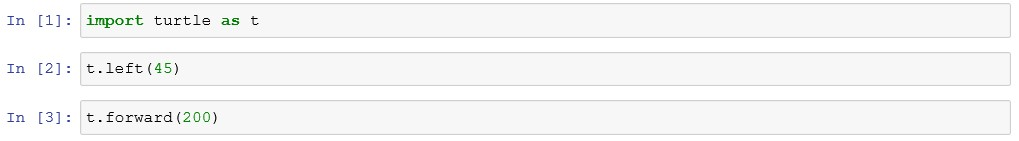 In [1]: import turtle as t
In [2]: t.left(45)
In [3]: t.forward(200)